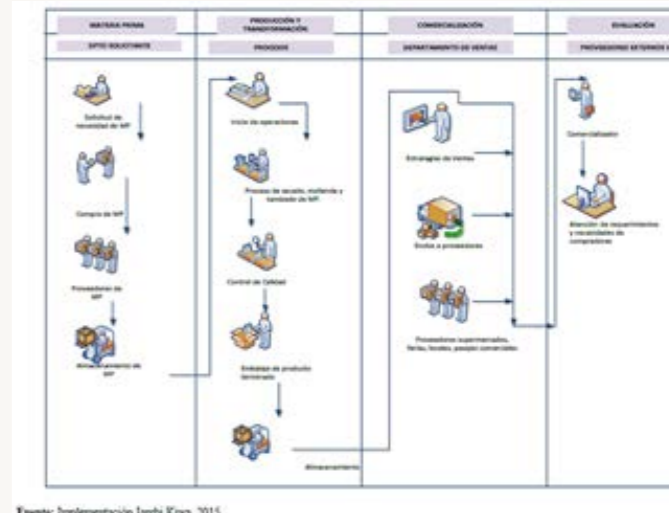 MATERIA PRIMA
DPTO SOLICITANTE
Solicitud de
necesidad de MP
Compra de MP
Proveedores de
MP
Almacenamiento de
MP
PRODUCCIÓN Y
TRANSFORMACIÓN
PROCESOS
Inicio de operaciones
Proceso de secado, molienda y
tamizado de MP
Control de Calidad
Embalaje de producto
terminado
Almacenamiento
COMERCIALIZACIÓN
DEPARTAMENTO DE VENTAS
Estrategias de Ventas
Envíos a proveedores
Proveedores supermercados,
ferias, locales, pasajes comerciales
EVALUACIÓN
PROVEEDORES EXTERNOS
Comercializador
Atención de requerimientos
y necesidades de
compradores
Fuente: Implementación Jambi Kiwa, 2015